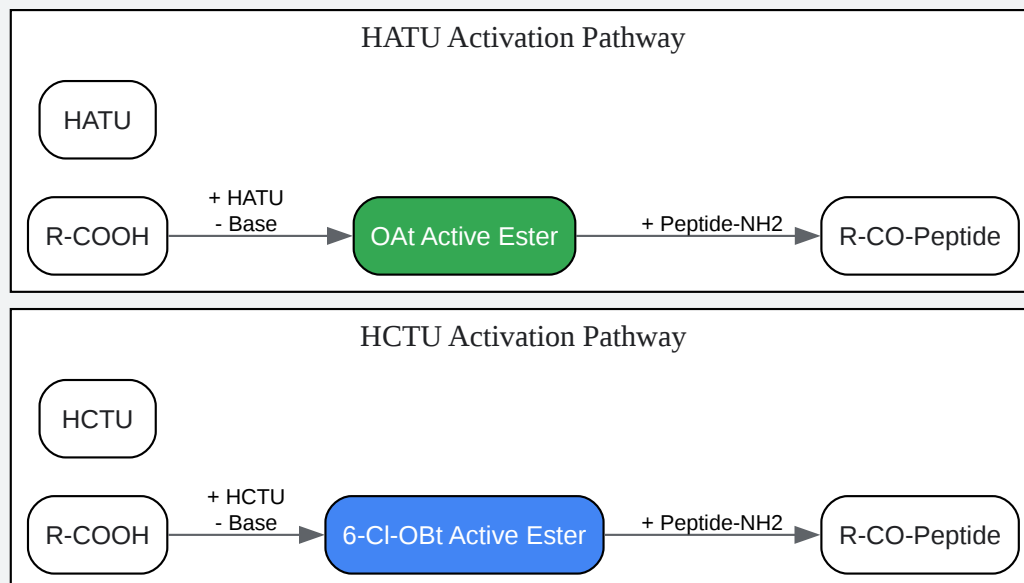 HATU Activation Pathway
HATU
+ HATU
- Base
R-COOH
OAt Active Ester
+ Peptide-NH2
R-CO-Peptide
HCTU Activation Pathway
HCTU
+ HCTU
- Base
R-COOH
6-Cl-OBt Active Ester
+ Peptide-NH2
R-CO-Peptide